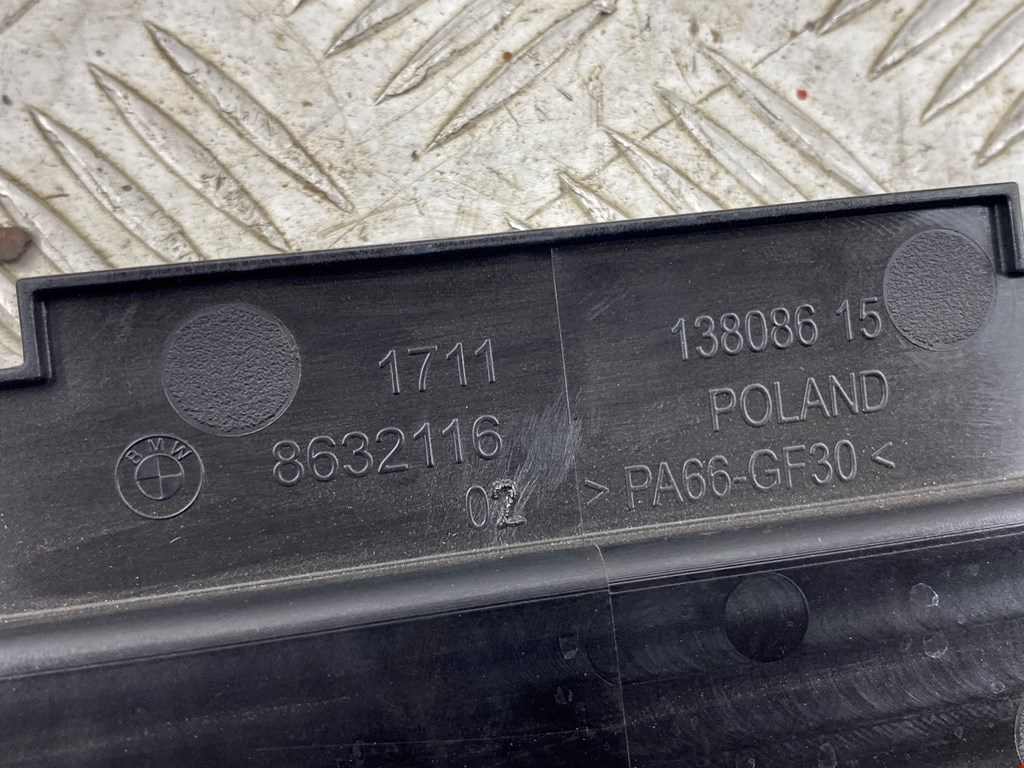 1711
8632116
02
BMW
138086 15
POLAND
> PA66-GF30 <